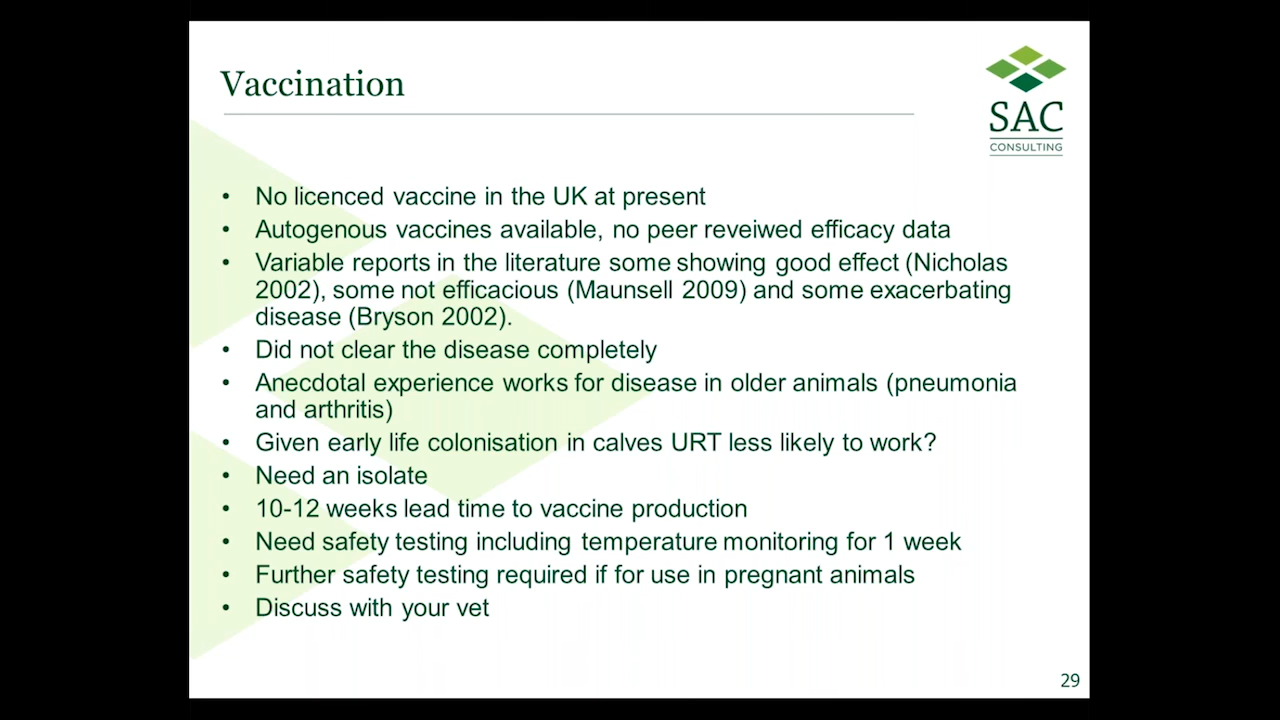 Vaccination
SAC
CONSULTING
• No licenced vaccine in the UK at present
• Autogenous vaccines available, no peer reveiwed efficacy data
• Variable reports in the literature some showing good effect (Nicholas
2002), some not efficacious (Maunsell 2009) and some exacerbating
disease (Bryson 2002).
• Did not clear the disease completely
• Anecdotal experience works for disease in older animals (pneumonia
and arthritis)
• Given early life colonisation in calves URT less likely to work?
• Need an isolate
• 10-12 weeks lead time to vaccine production
• Need safety testing including temperature monitoring for 1 week
• Further safety testing required if for use in pregnant animals
• Discuss with your vet
29